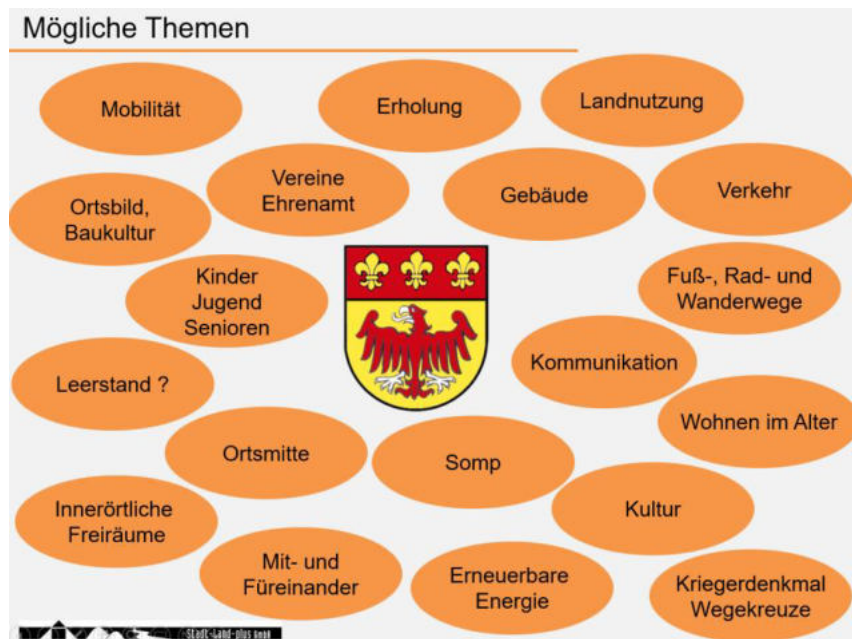 Mögliche Themen
Mobilität
Erholung
Landnutzung
Vereine
Ehrenamt
Gebäude
Verkehr
Ortsbild,
Baukultur
Kinder
Jugend
Senioren
Fuß-, Rad- und
Wanderwege
Kommunikation
Leerstand ?
Wohnen im Alter
Ortsmitte
Somp
Kultur
Innerörtliche
Freiräume
Mit- und
Füreinander
Erneuerbare
Energie
Kriegerdenkmal
Wegekreuze
Stadt-Land-plus GmbH